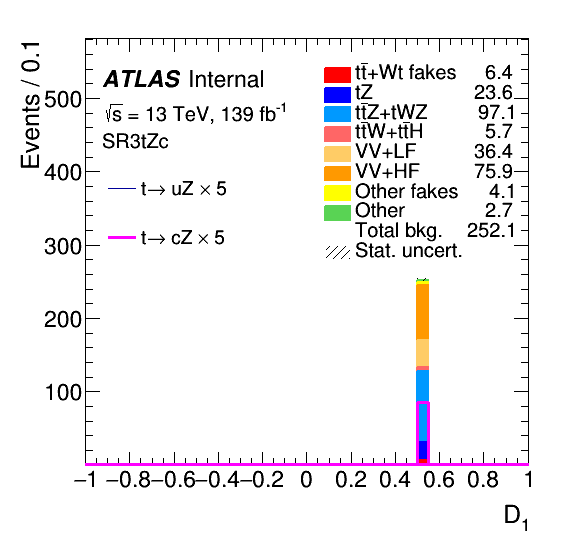 Events / 0.1
ATLAS Internal
√s = 13 TeV, 139 fb⁻¹
SR3tZc
t→ uZ × 5
t→ cZ × 5
tt̄+Wt fakes 6.4
tZ 23.6
tt̄Z+tWZ 97.1
tt̄W+tt̄H 5.7
VV+LF 36.4
VV+HF 75.9
Other fakes 4.1
Other 2.7
Total bkg. 252.1
Stat. uncert.
500
400
300
200
100
−1 −0.8 −0.6 −0.4 −0.2 0 0.2 0.4 0.6 0.8 1
D₁